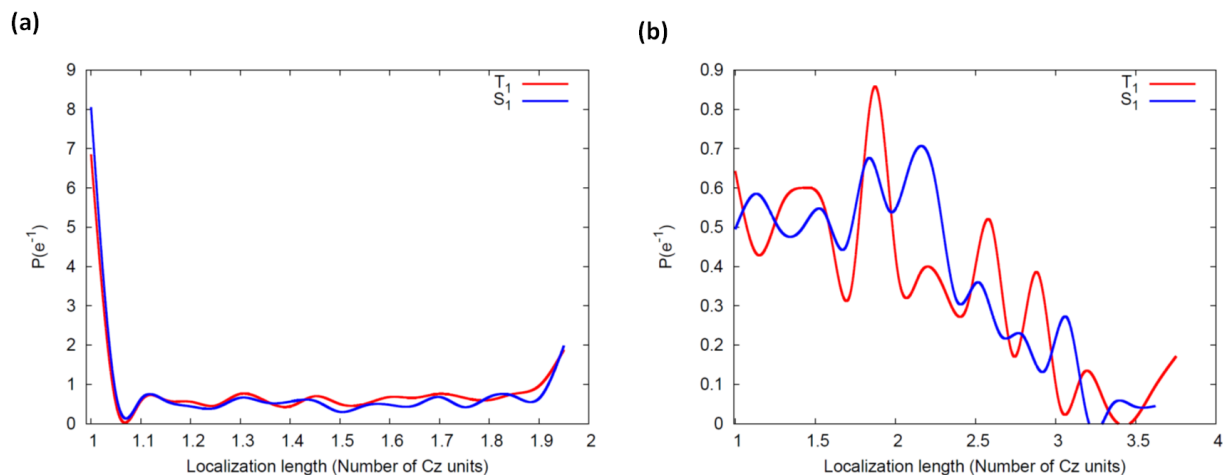 (a)
9
8
7
6
5
4
3
2
1
0
P(e⁻¹)
T₁
S₁
1 1.1 1.2 1.3 1.4 1.5 1.6 1.7 1.8 1.9 2
Localization length (Number of Cz units)
(b)
0.9
0.8
0.7
0.6
0.5
0.4
0.3
0.2
0.1
0
P(e⁻¹)
T₁
S₁
1 1.5 2 2.5 3 3.5 4
Localization length (Number of Cz units)